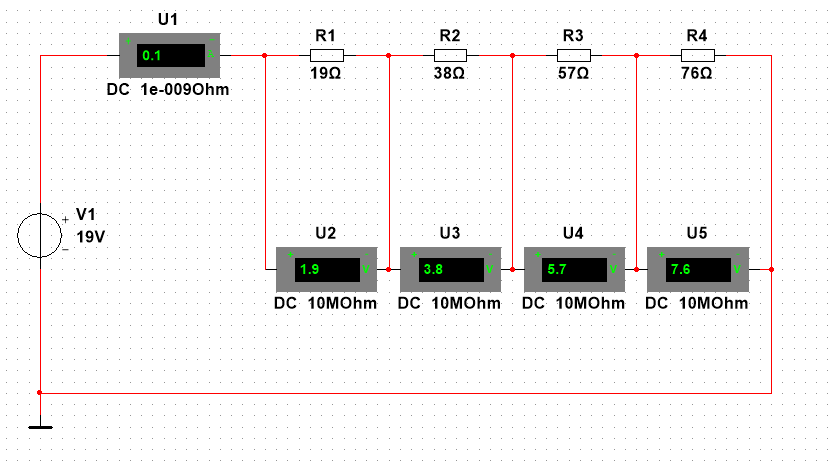 U1
+ -
0.1 A
DC 1e-009Ohm
R1
19Ω
R2
38Ω
R3
57Ω
R4
76Ω
+ V1
19V
−
U2
+ -
1.9 V
DC 10MOhm
U3
+ -
3.8 V
DC 10MOhm
U4
+ -
5.7 V
DC 10MOhm
U5
+ -
7.6 V
DC 10MOhm